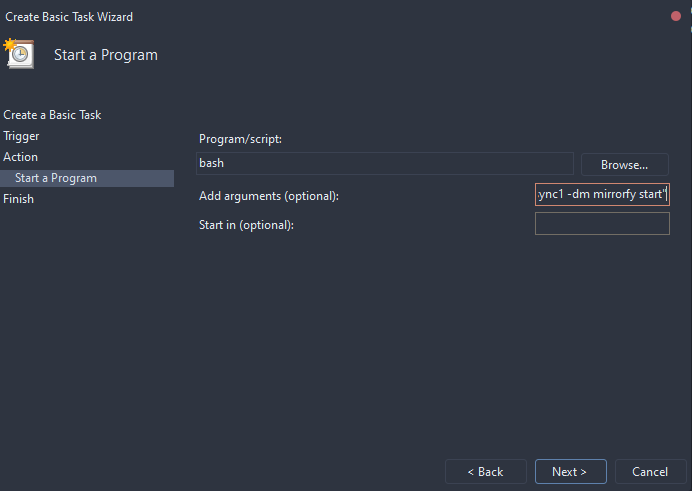 Create Basic Task Wizard
Start a Program
Create a Basic Task
Trigger
Action
Start a Program
Finish
Program/script:
bash
Browse...
Add arguments (optional):
ync1 -dm mirrorfy start"
Start in (optional):
< Back
Next >
Cancel